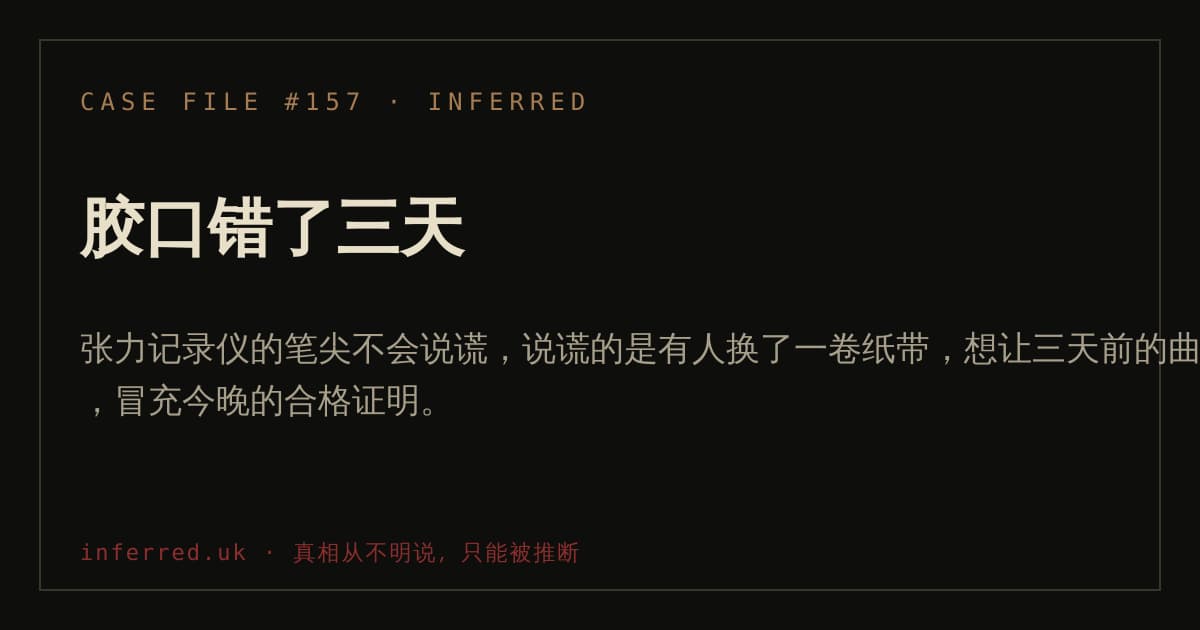 CASE FILE #157 · INFERRED
胶口错了三天
张力记录仪的笔尖不会说谎，说谎的是有人换了一卷纸带，想让三天前的曲
，冒充今晚的合格证明。
inferred.uk · 真相从不明说，只能被推断